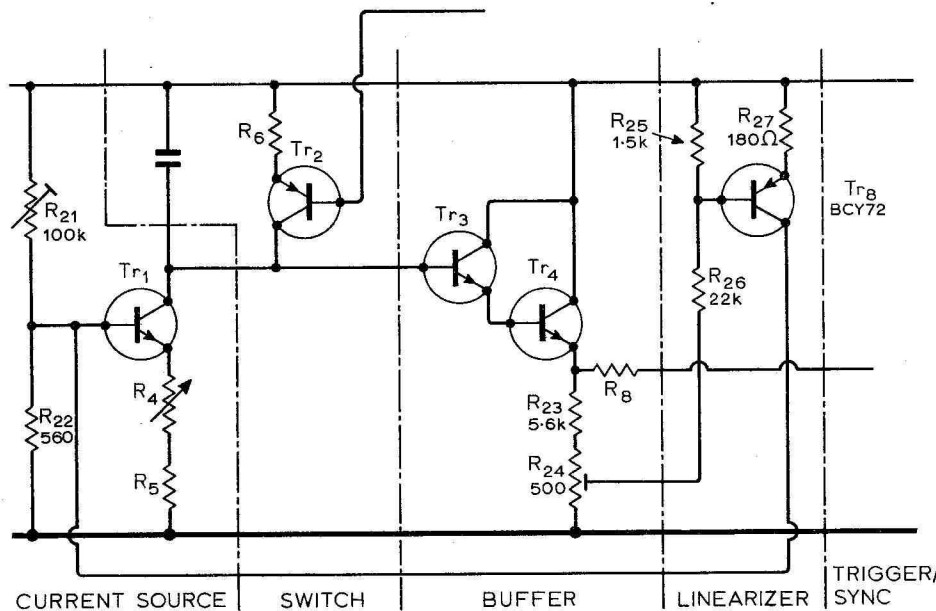 R6
Tr2
R25
1·5k
R27
180Ω
Tr8
BCY72
R21
100k
Tr3
Tr1
Tr4
R26
22k
R4
R8
R22
560
R23
5·6k
R5
R24
500
CURRENT SOURCE
SWITCH
BUFFER
LINEARIZER
TRIGGER/
SYNC